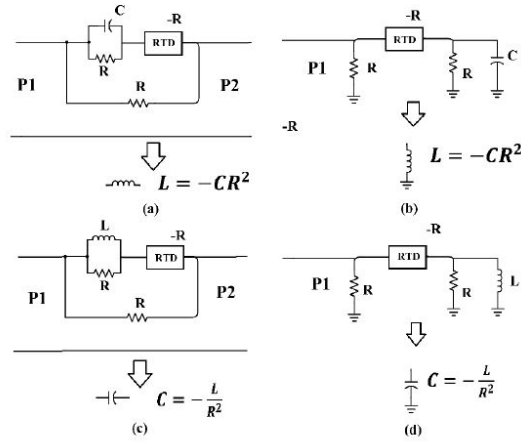 C
-R
RTD
R
R
P1
P2
L = −CR²
(a)
-R
RTD
P1
R
R
C
-R
L = −CR²
(b)
L
-R
RTD
R
R
P1
P2
C = − L/R²
(c)
-R
RTD
P1
R
R
L
C = − L/R²
(d)